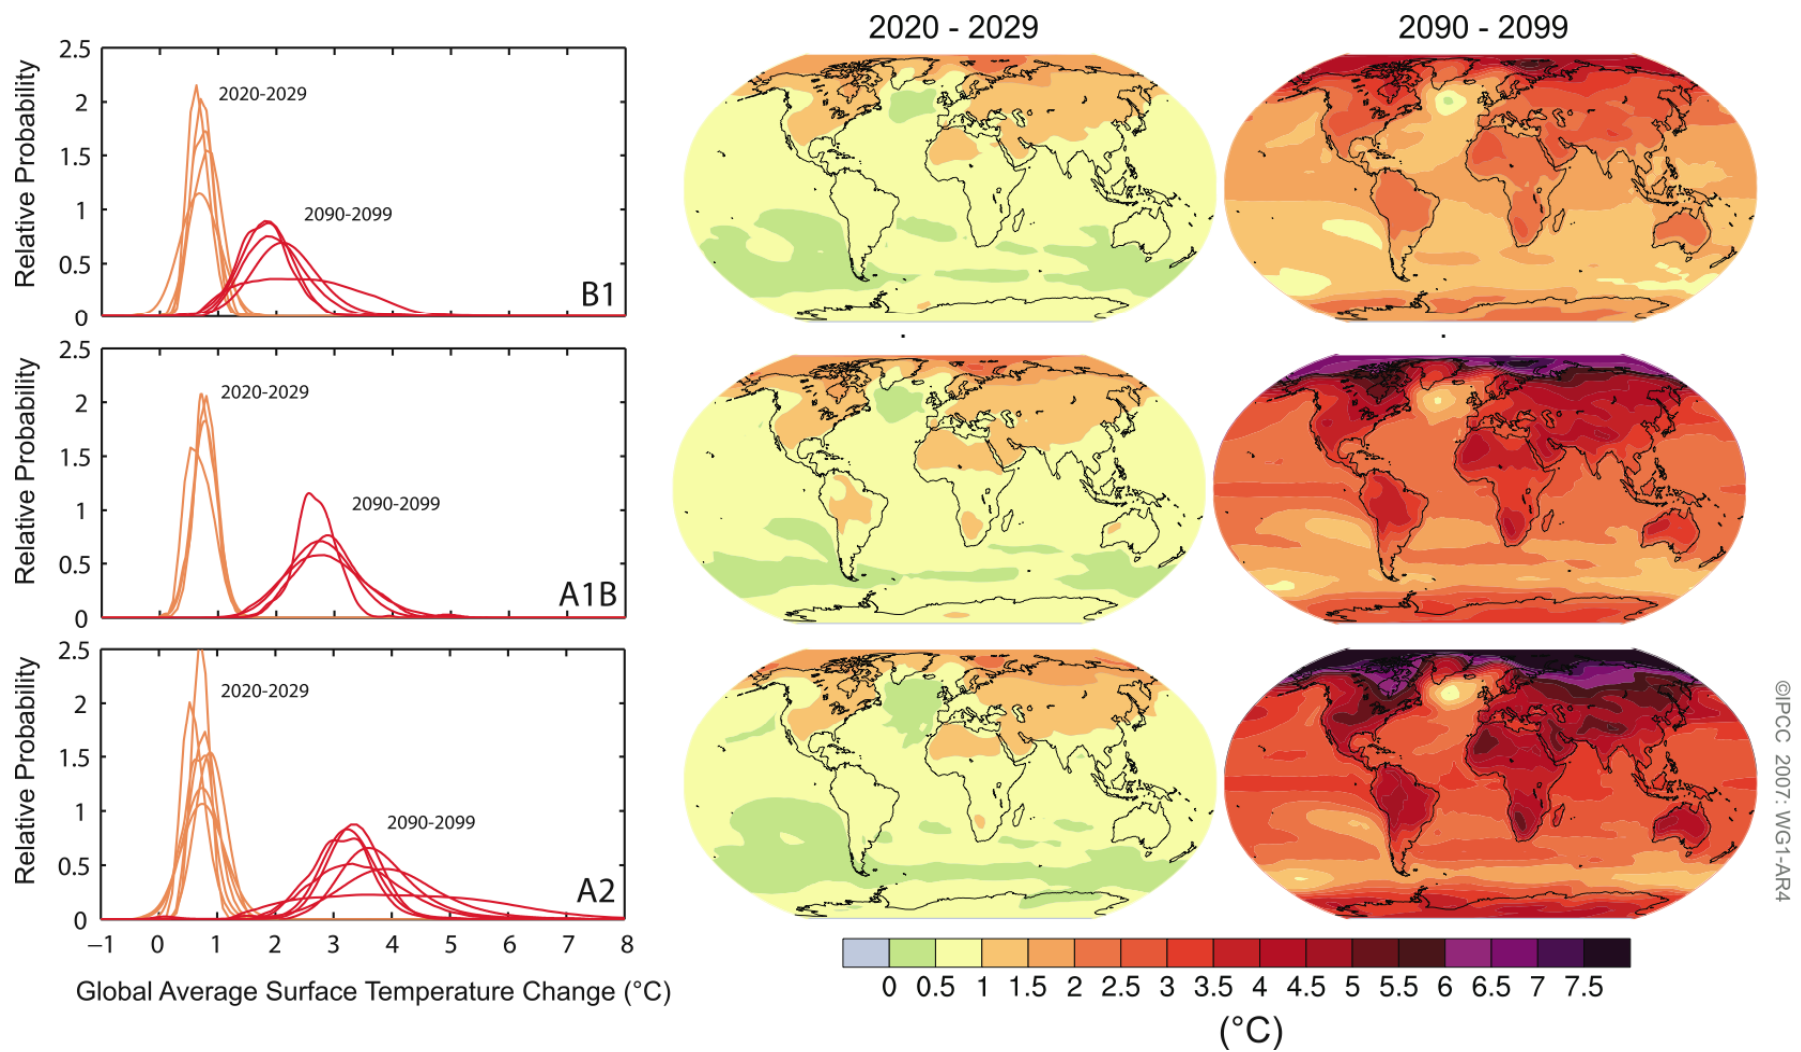 2020 - 2029
2090 - 2099
Relative Probability
2.5
2
1.5
1
0.5
0
2020-2029
2090-2099
B1
Relative Probability
2.5
2
1.5
1
0.5
0
2020-2029
2090-2099
A1B
Relative Probability
2.5
2
1.5
1
0.5
0
2020-2029
2090-2099
A2
−1 0 1 2 3 4 5 6 7 8
Global Average Surface Temperature Change (°C)
0 0.5 1 1.5 2 2.5 3 3.5 4 4.5 5 5.5 6 6.5 7 7.5
(°C)
©IPCC 2007: WG1-AR4